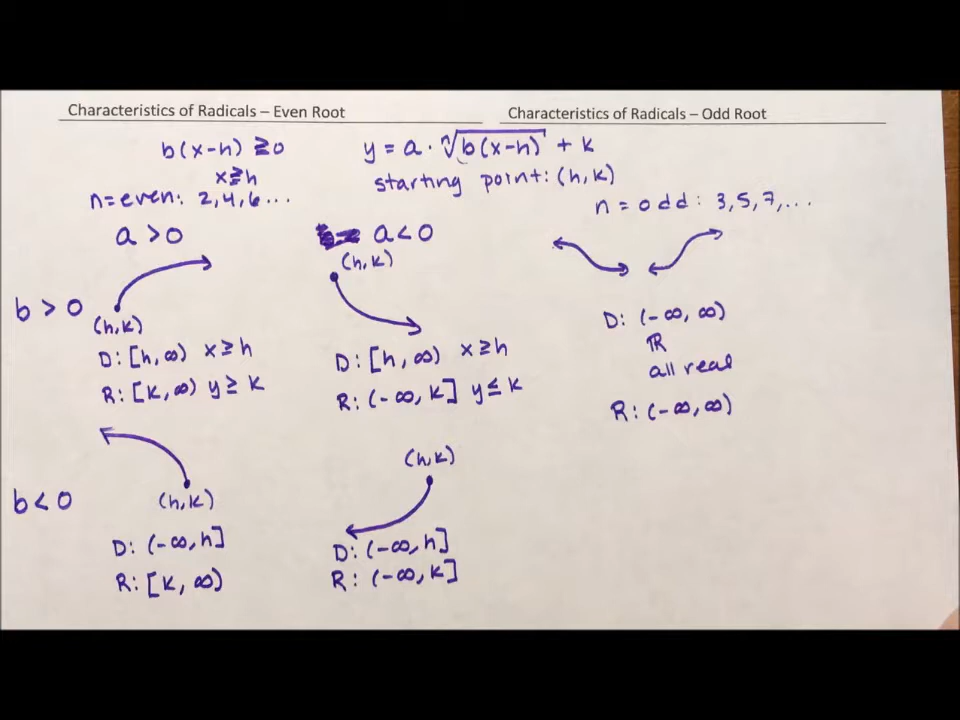 Characteristics of Radicals – Even Root
Characteristics of Radicals – Odd Root
b(x-h) ≥ 0
y = a · ⁿ√b(x-h) + k
x ≥ h
starting point: (h, k)
n = even: 2, 4, 6 ...
n = odd: 3, 5, 7, ...
a > 0
a < 0
(h, k)
b > 0
(h, k)
D: [h, ∞) x ≥ h
R: [k, ∞) y ≥ k
D: [h, ∞) x ≥ h
R: (-∞, k] y ≤ k
D: (-∞, ∞)
ℝ
all real
R: (-∞, ∞)
b < 0
(h, k)
D: (-∞, h]
R: [k, ∞)
(h, k)
D: (-∞, h]
R: (-∞, k]